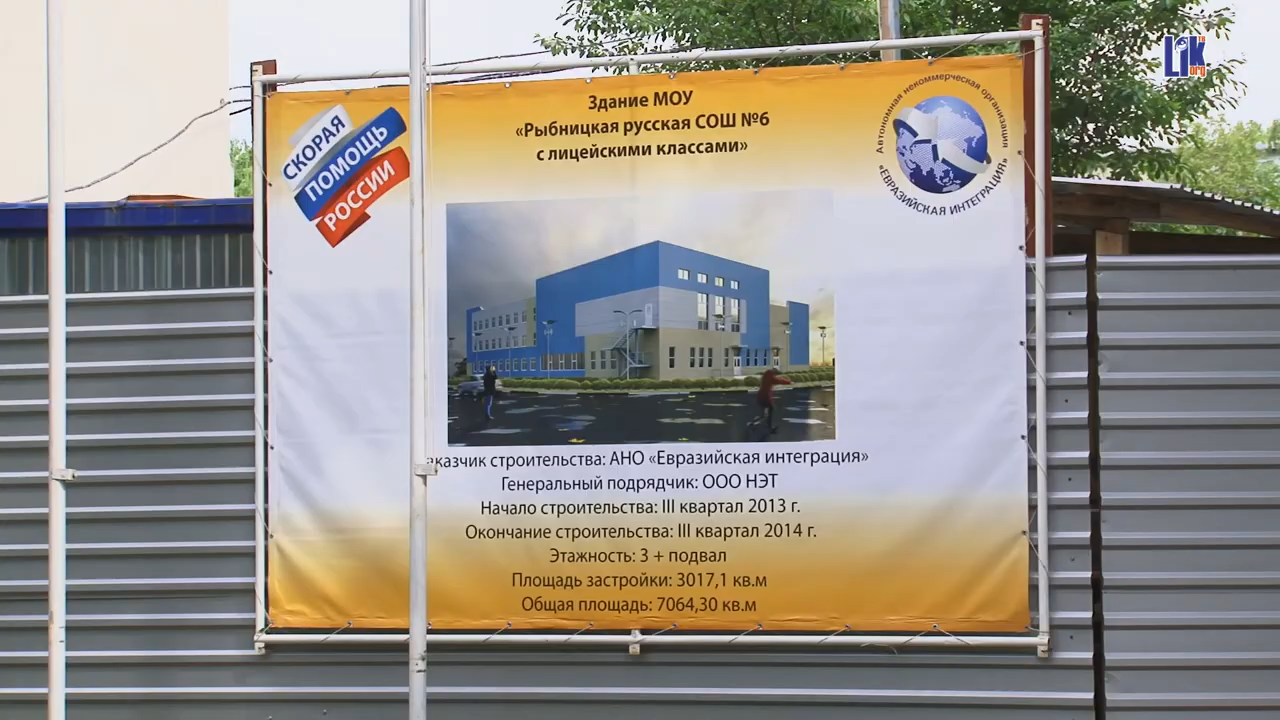 Здание МОУ
«Рыбницкая русская СОШ №6
с лицейскими классами»
СКОРАЯ
ПОМОЩЬ
РОССИИ
Автономная некоммерческая организация
«ЕВРАЗИЙСКАЯ ИНТЕГРАЦИЯ»
LIK
org
аказчик строительства: АНО «Евразийская интеграция»
Генеральный подрядчик: ООО НЭТ
Начало строительства: III квартал 2013 г.
Окончание строительства: III квартал 2014 г.
Этажность: 3 + подвал
Площадь застройки: 3017,1 кв.м
Общая площадь: 7064,30 кв.м